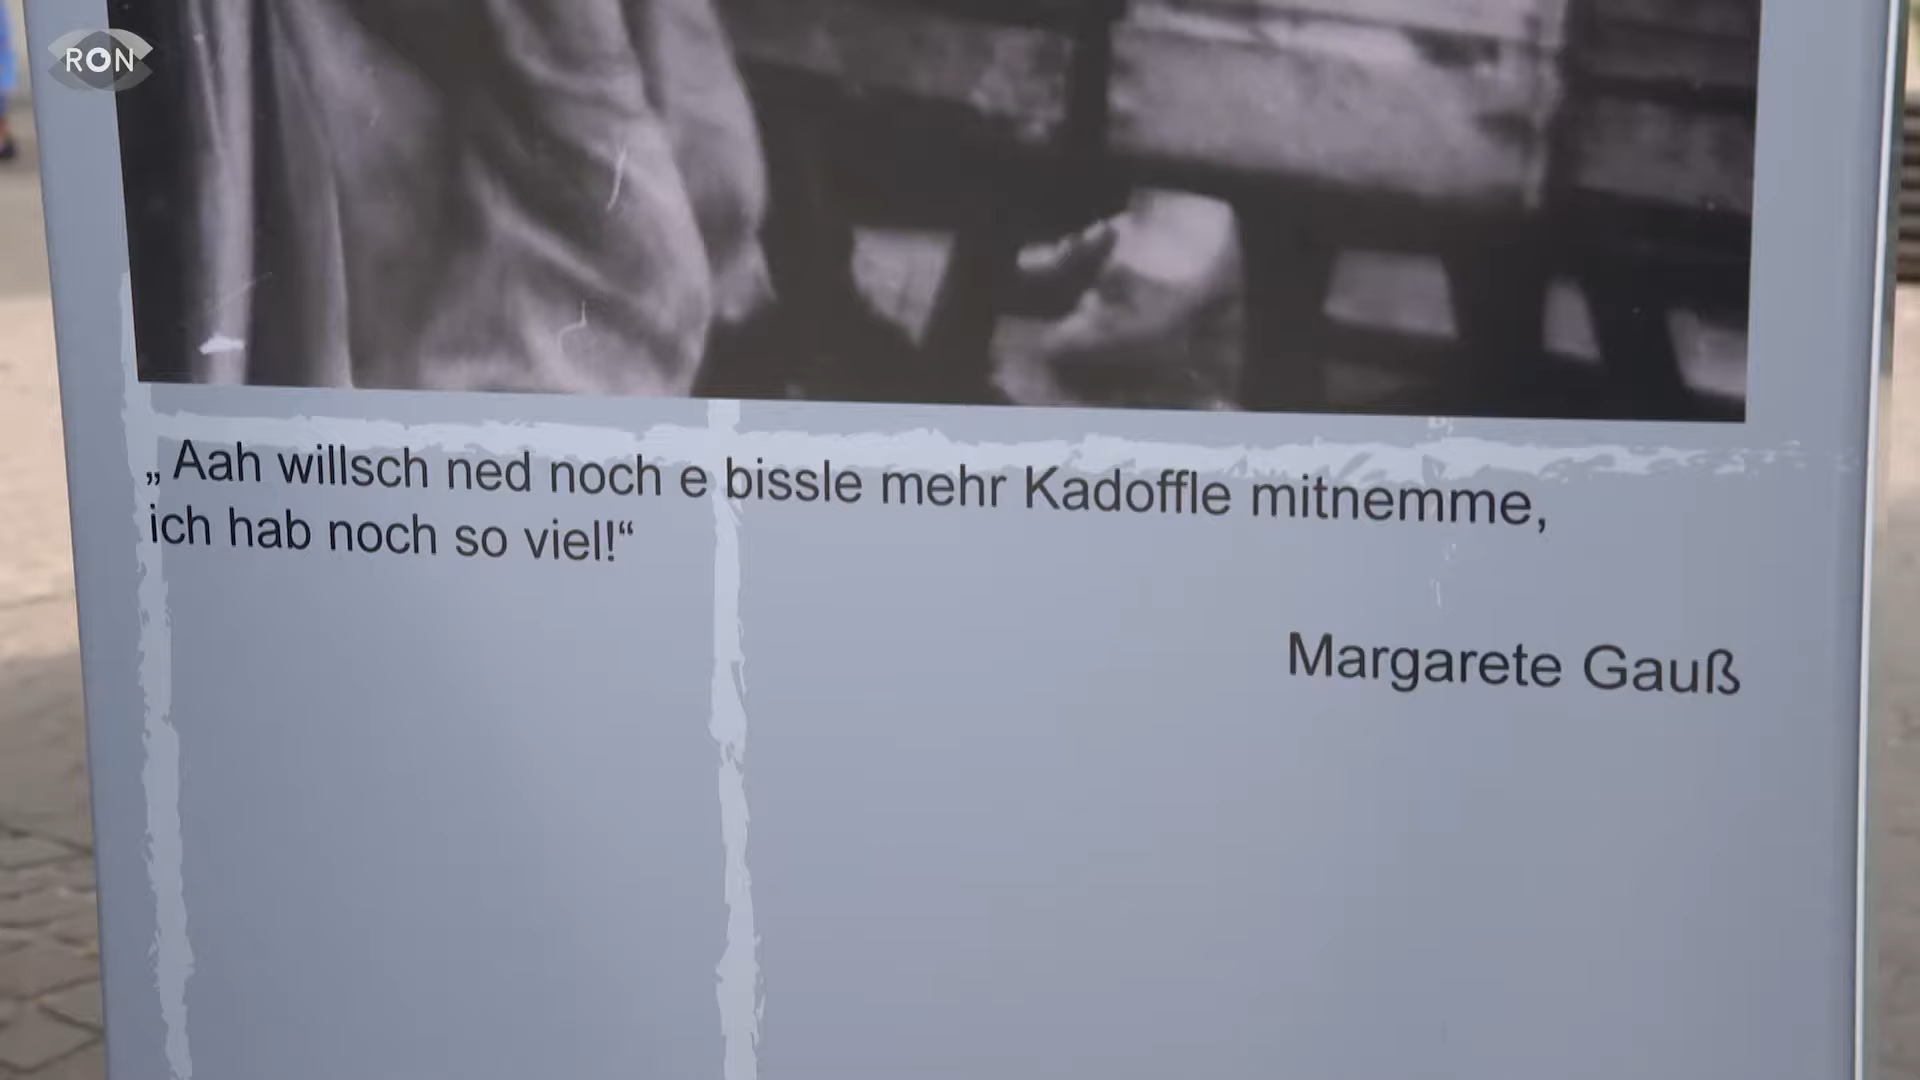 RON
„ Aah willsch ned noch e bissle mehr Kadoffle mitnemme,
ich hab noch so viel!“
Margarete Gauß